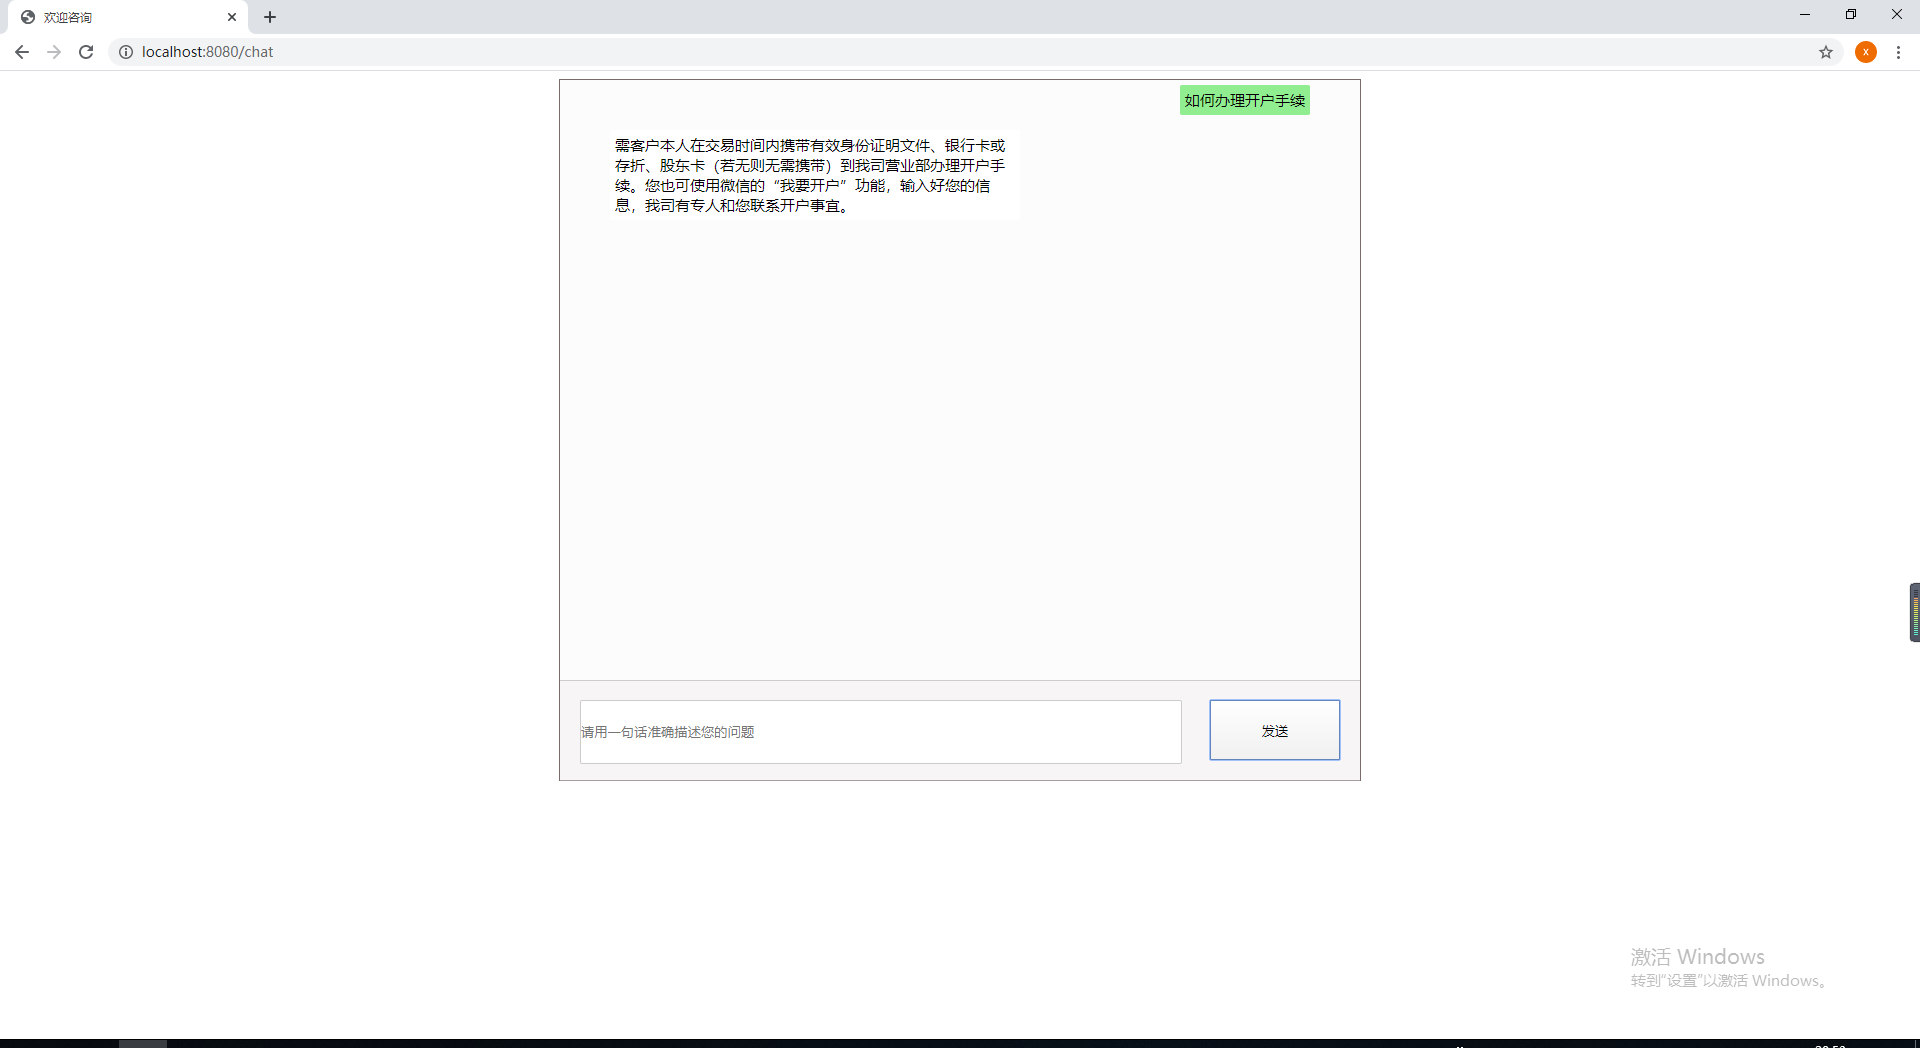 欢迎咨询
localhost:8080/chat
x
如何办理开户手续
需客户本人在交易时间内携带有效身份证明文件、银行卡或
存折、股东卡（若无则无需携带）到我司营业部办理开户手
续。您也可使用微信的“我要开户”功能，输入好您的信
息，我司有专人和您联系开户事宜。
请用一句话准确描述您的问题
发送
激活 Windows
转到“设置”以激活 Windows。